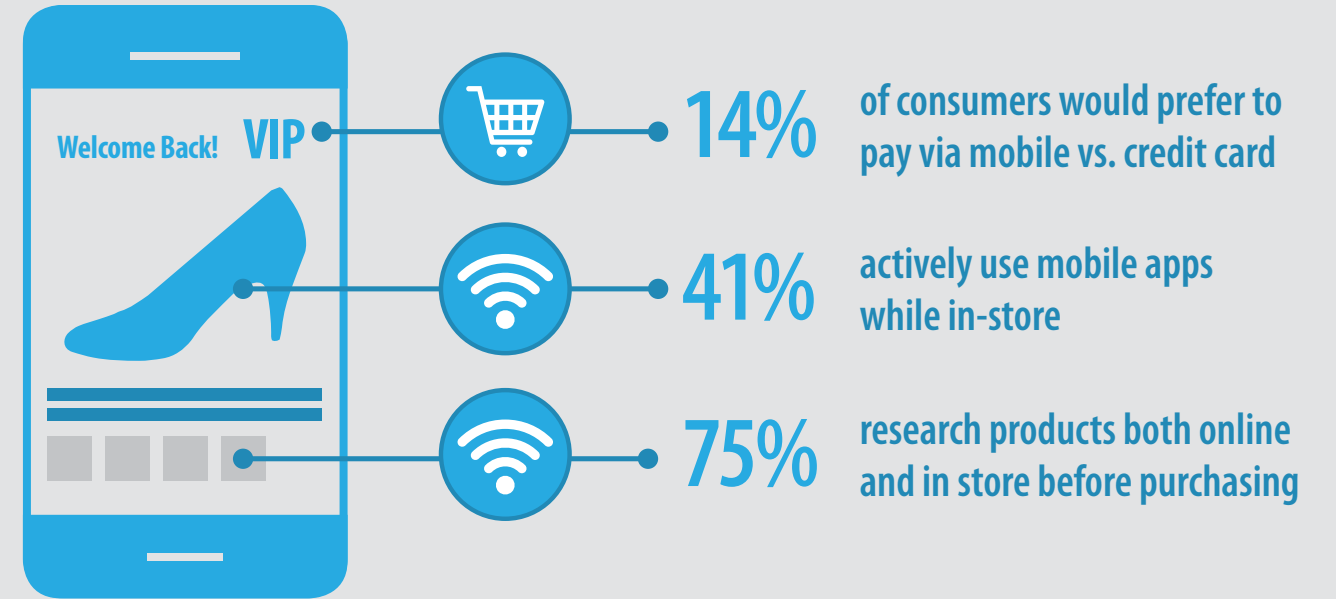 Welcome Back! VIP
14%
of consumers would prefer to
pay via mobile vs. credit card
41%
actively use mobile apps
while in-store
75%
research products both online
and in store before purchasing